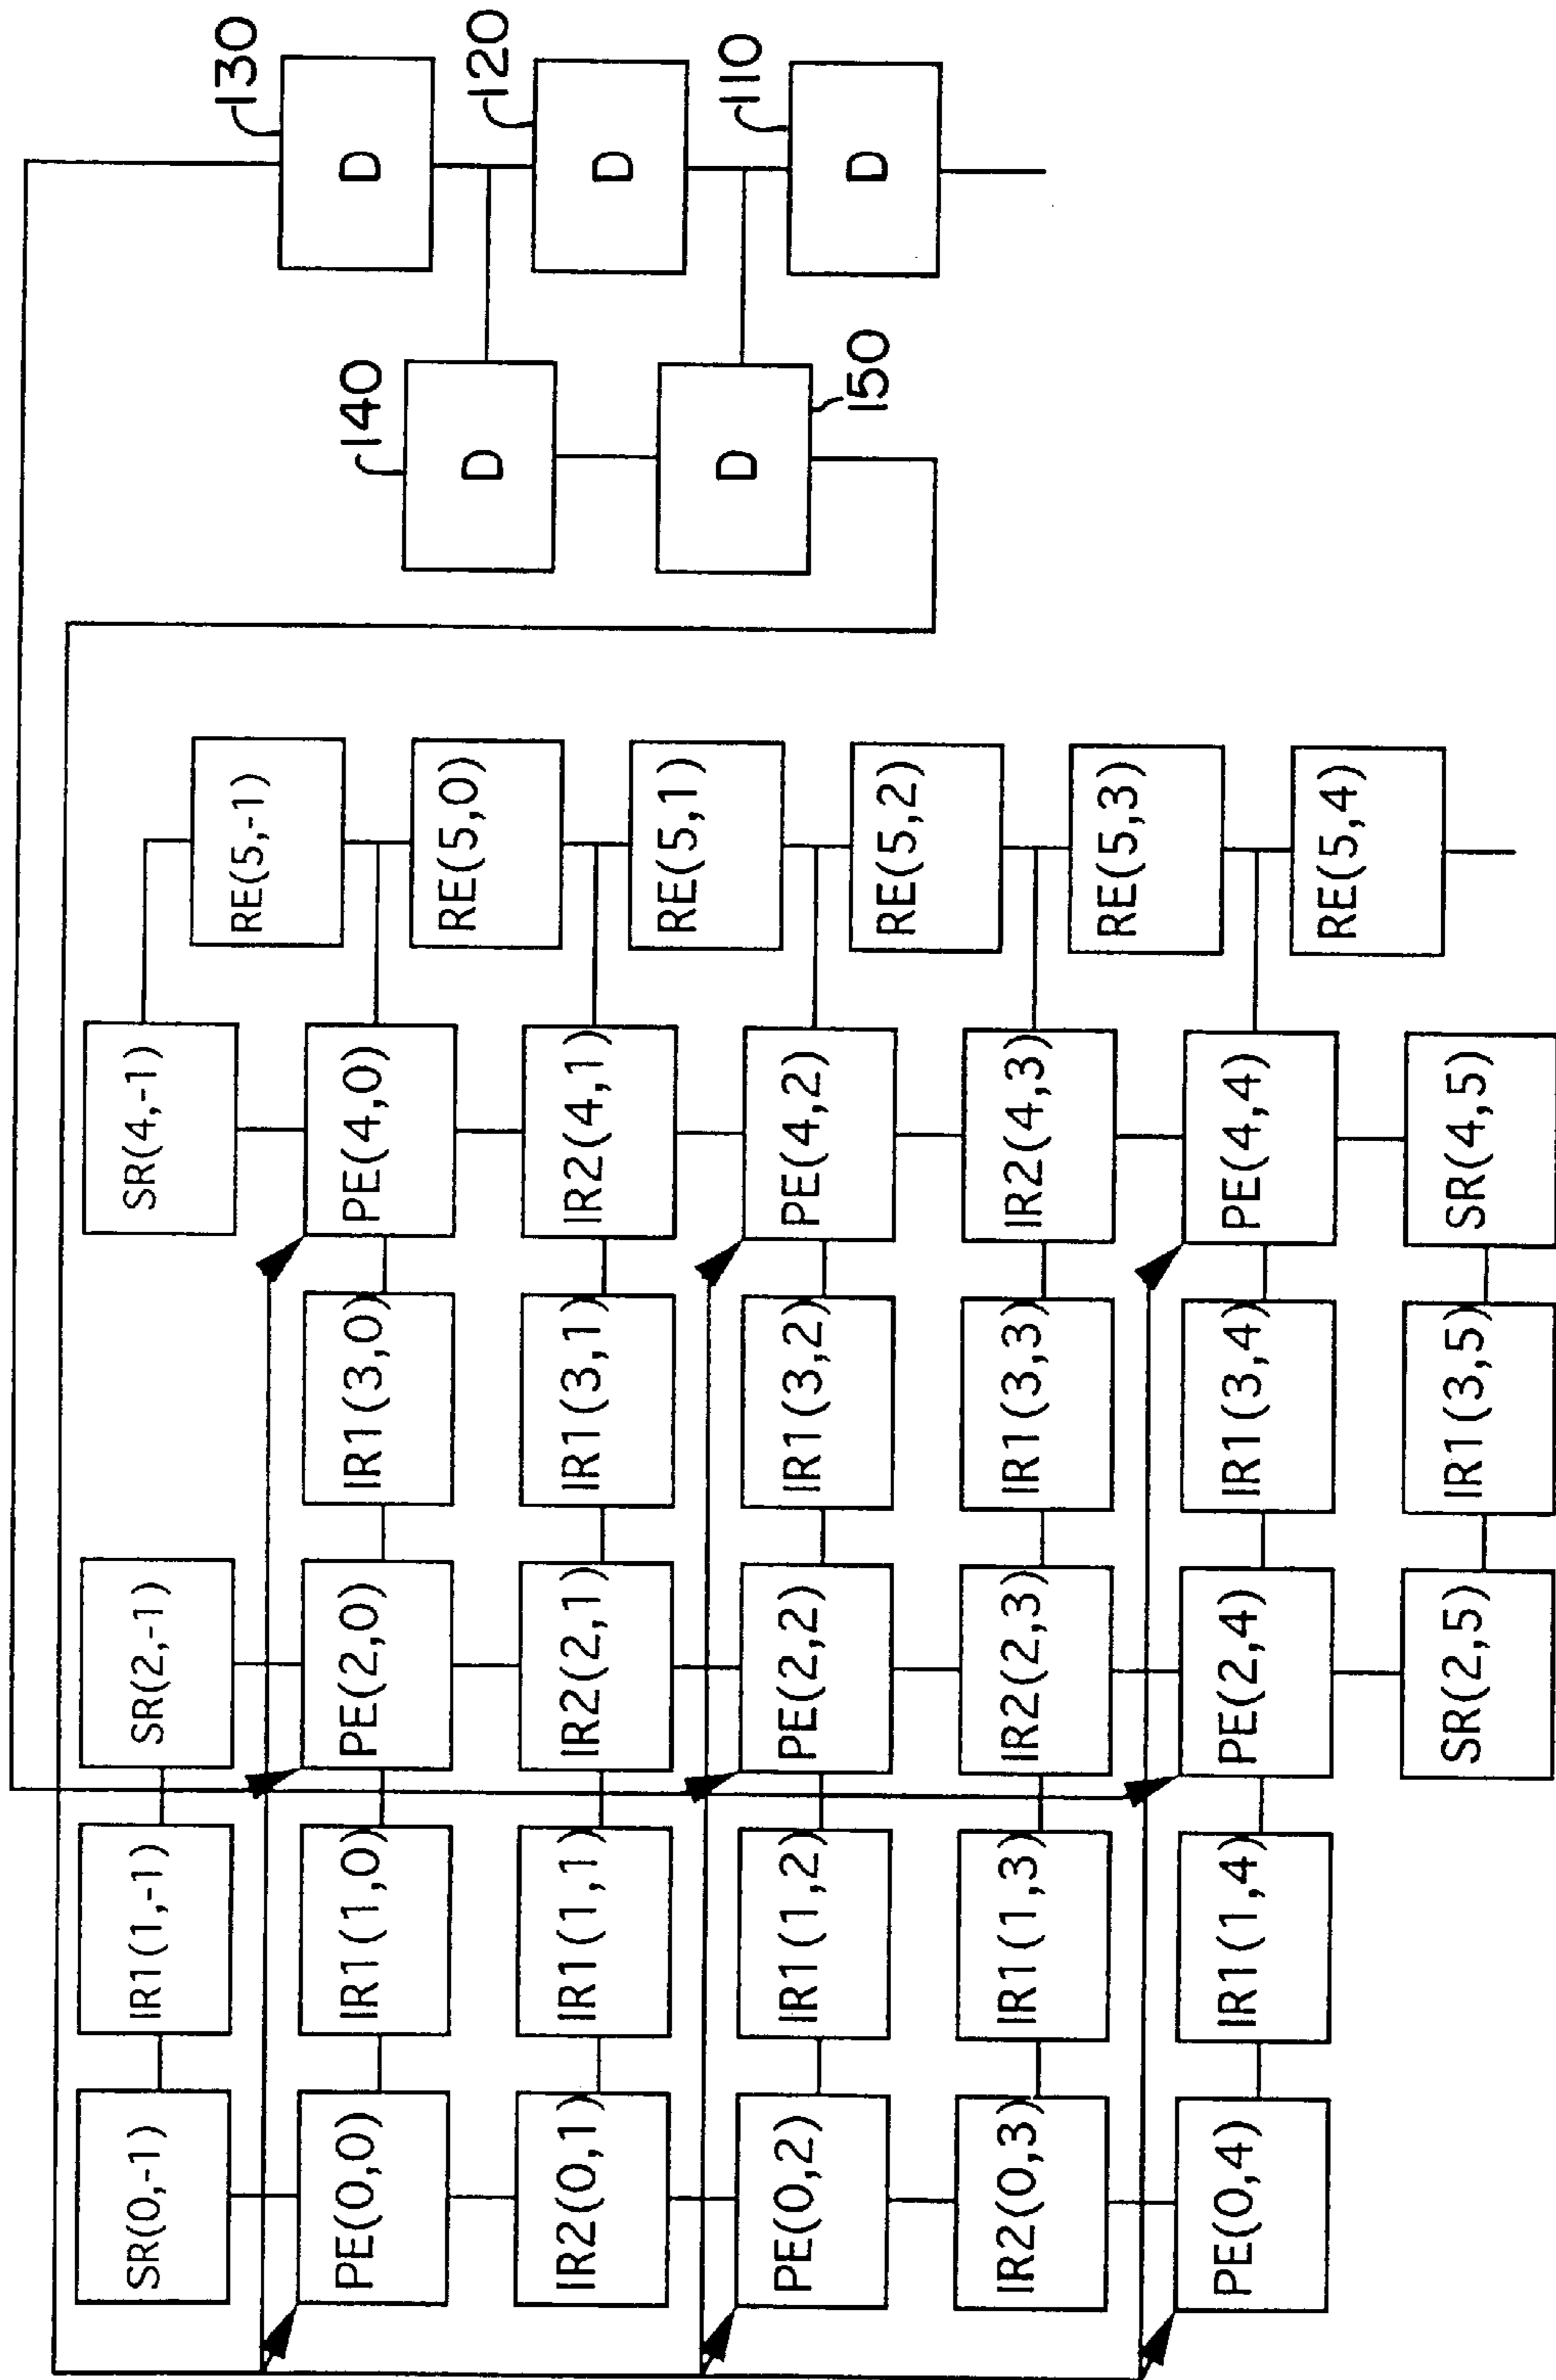 SR(0,-1)
IR1(1,-1)
SR(2,-1)
SR(4,-1)
RE(5,-1)
PE(0,0)
IR1(1,0)
PE(2,0)
IR1(3,0)
PE(4,0)
RE(5,0)
IR2(0,1)
IR1(1,1)
IR2(2,1)
IR1(3,1)
IR2(4,1)
RE(5,1)
PE(0,2)
IR1(1,2)
PE(2,2)
IR1(3,2)
PE(4,2)
RE(5,2)
IR2(0,3)
IR1(1,3)
IR2(2,3)
IR1(3,3)
IR2(4,3)
RE(5,3)
PE(0,4)
IR1(1,4)
PE(2,4)
IR1(3,4)
PE(4,4)
RE(5,4)
SR(2,5)
IR1(3,5)
SR(4,5)
130
D
140
D
120
D
150
D
110
D